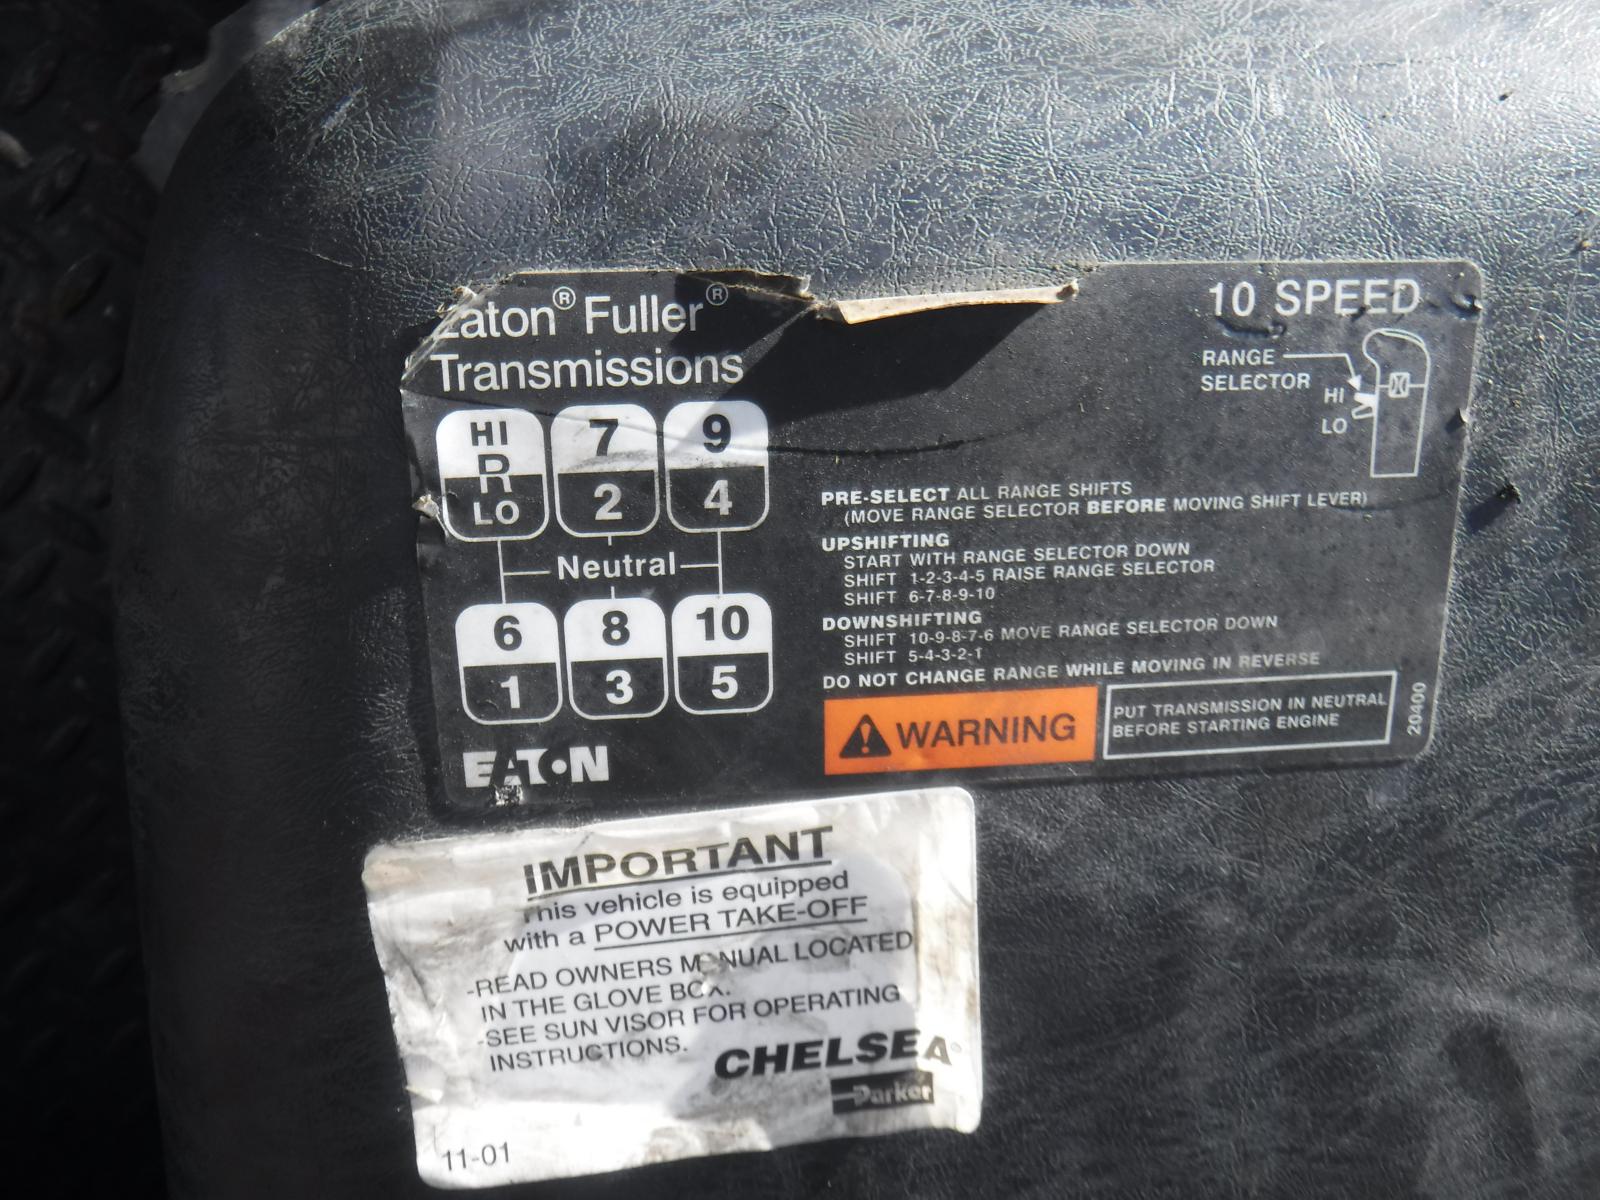 Eaton® Fuller®
Transmissions
HI
R
LO
7
2
9
4
Neutral
6
1
8
3
10
5
EATON
10 SPEED
RANGE
SELECTOR
HI
LO
PRE-SELECT ALL RANGE SHIFTS
(MOVE RANGE SELECTOR BEFORE MOVING SHIFT LEVER)
UPSHIFTING
START WITH RANGE SELECTOR DOWN
SHIFT 1-2-3-4-5 RAISE RANGE SELECTOR
SHIFT 6-7-8-9-10
DOWNSHIFTING
SHIFT 10-9-8-7-6 MOVE RANGE SELECTOR DOWN
SHIFT 5-4-3-2-1
DO NOT CHANGE RANGE WHILE MOVING IN REVERSE
WARNING
PUT TRANSMISSION IN NEUTRAL
BEFORE STARTING ENGINE
20400
IMPORTANT
This vehicle is equipped
with a POWER TAKE-OFF
-READ OWNERS MANUAL LOCATED
IN THE GLOVE BOX.
-SEE SUN VISOR FOR OPERATING
INSTRUCTIONS.
CHELSEA®
Parker
11-01